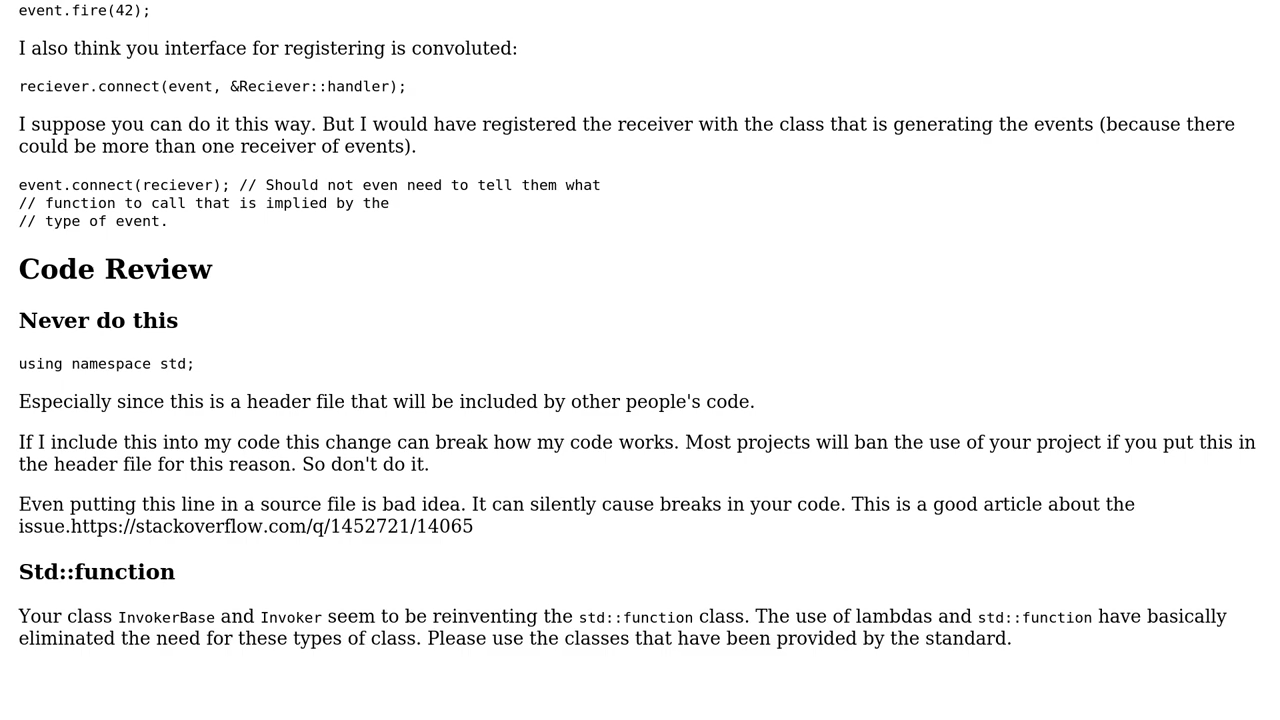 event.fire(42);
I also think you interface for registering is convoluted:
reciever.connect(event, &Reciever::handler);
I suppose you can do it this way. But I would have registered the receiver with the class that is generating the events (because there
could be more than one receiver of events).
event.connect(reciever); // Should not even need to tell them what
// function to call that is implied by the
// type of event.
Code Review
Never do this
using namespace std;
Especially since this is a header file that will be included by other people's code.
If I include this into my code this change can break how my code works. Most projects will ban the use of your project if you put this in
the header file for this reason. So don't do it.
Even putting this line in a source file is bad idea. It can silently cause breaks in your code. This is a good article about the
issue.https://stackoverflow.com/q/1452721/14065
Std::function
Your class InvokerBase and Invoker seem to be reinventing the std::function class. The use of lambdas and std::function have basically
eliminated the need for these types of class. Please use the classes that have been provided by the standard.